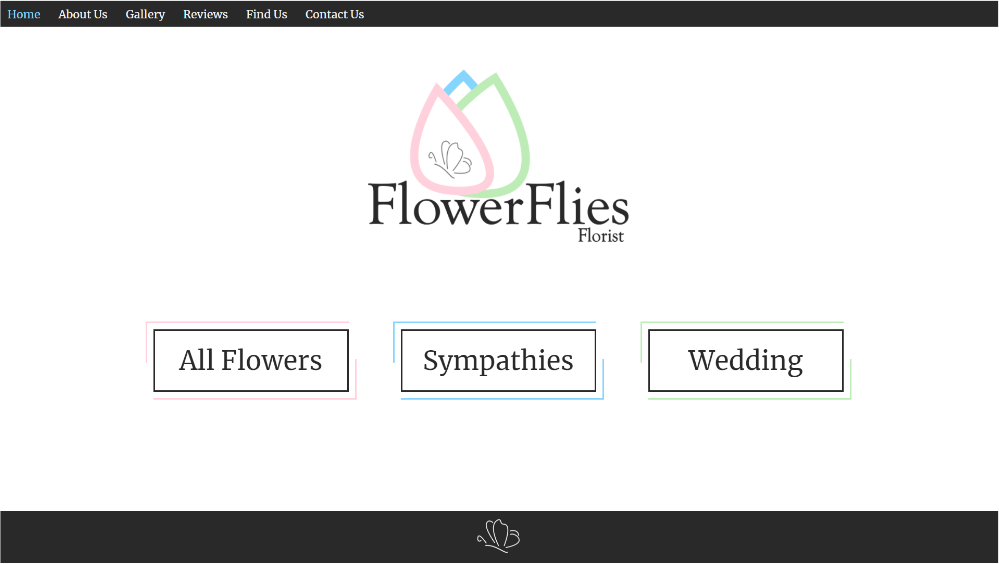 Home About Us Gallery Reviews Find Us Contact Us
FlowerFlies
Florist
All Flowers Sympathies Wedding